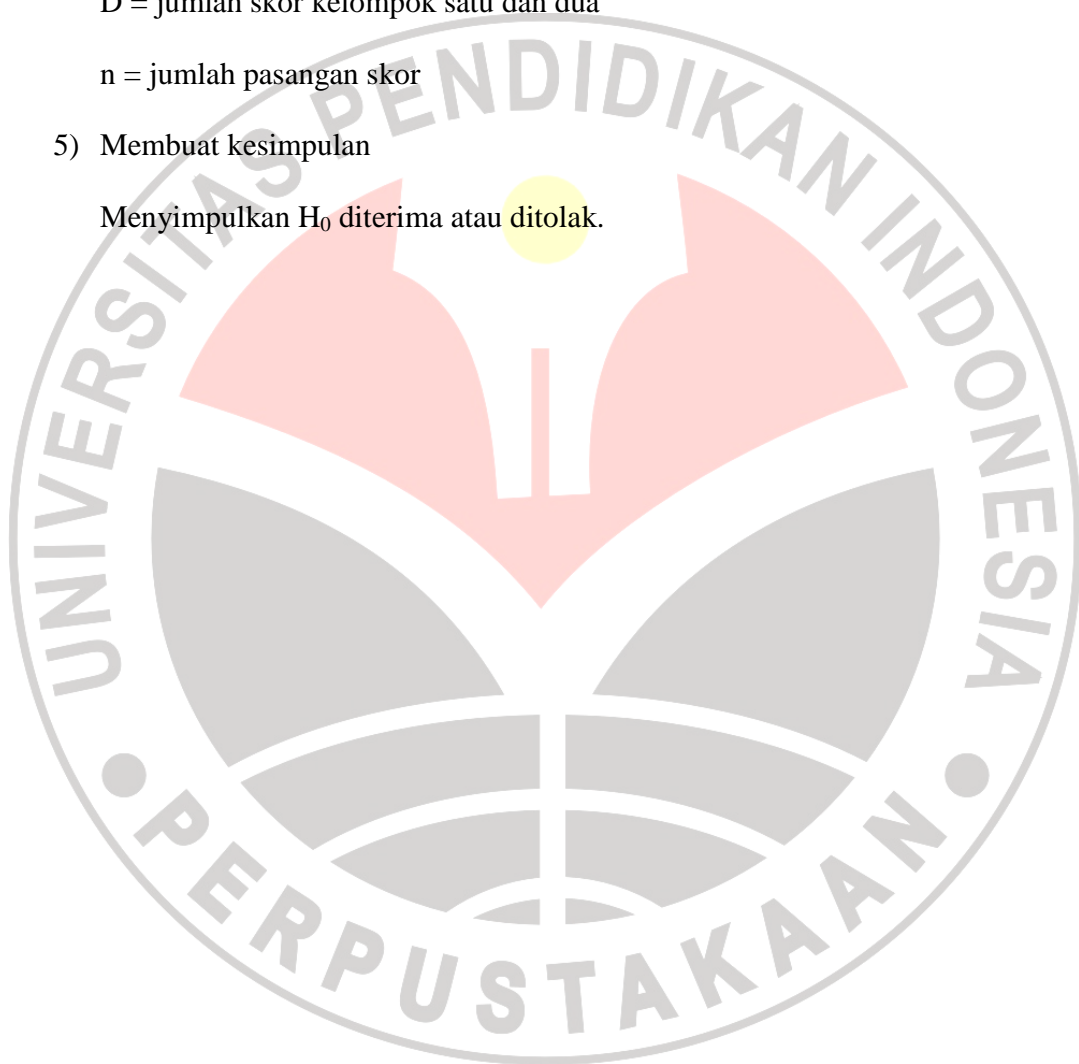 D = jumlah skor kelompok satu dan dua
n = jumlah pasangan skor
5) Membuat kesimpulan
Menyimpulkan H₀ diterima atau ditolak.
UNIVERSITAS PENDIDIKAN INDONESIA
PERPUSTAKAAN